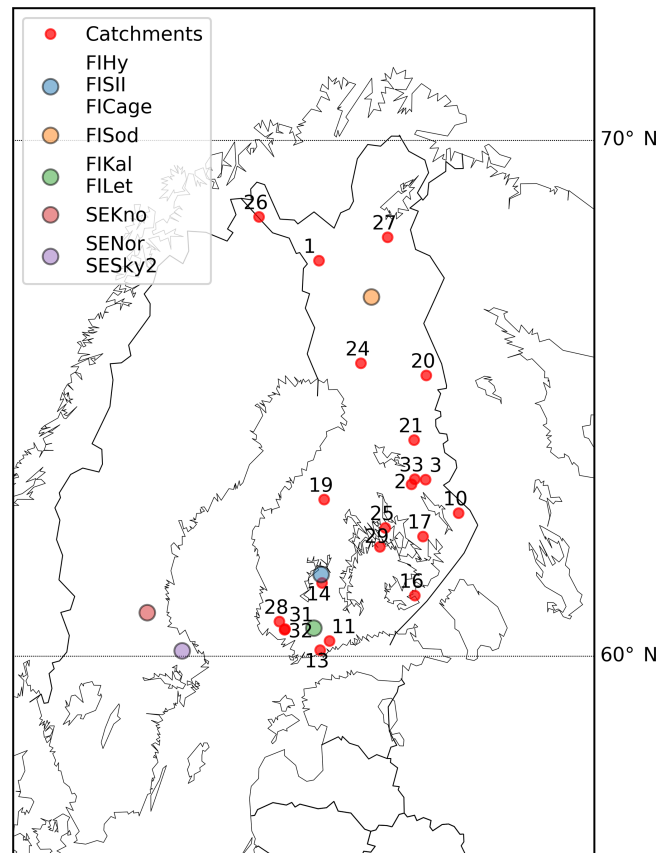 Catchments
FIHy
FISII
FICage
FISod
FIKal
FILet
SEKno
SENor
SESky2
70° N
26
27
1
24
20
21
33 3
2
19
10
25
17
29
16
14
28
31
32
11
13
60° N